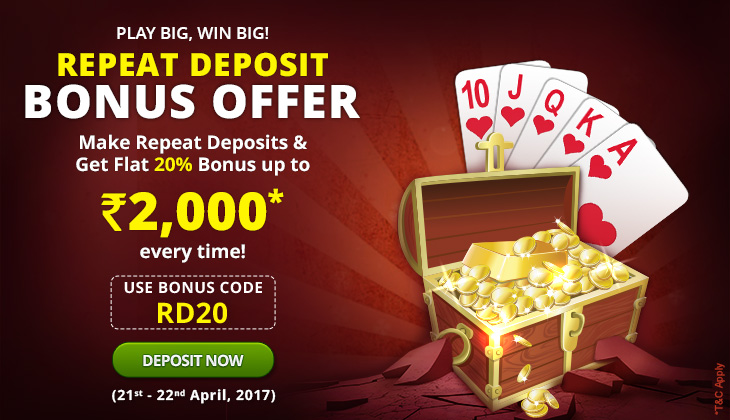 PLAY BIG, WIN BIG!
REPEAT DEPOSIT
BONUS OFFER
Make Repeat Deposits &
Get Flat 20% Bonus up to
₹2,000*
every time!
USE BONUS CODE
RD20
DEPOSIT NOW
(21st - 22nd April, 2017)
10
J
Q
K
A
*T&C Apply